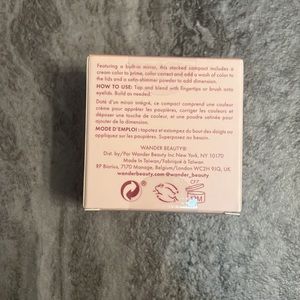 Featuring a built-in mirror, this stacked compact includes a
cream color to prime, color correct and add a wash of color to
the lids and a satin-shimmer powder to add dimension.
HOW TO USE: Tap and blend with fingertips or brush onto
eyelids. Build as needed.
Doté d'un miroir intégré, ce compact comprend une couleur
crème pour apprêter les paupières, corriger les couleurs et
déposer une touche de couleur, et une poudre satinée pour
ajouter de la dimension.
MODE D'EMPLOI : tapotez et estompez du bout des doigts ou
appliquez sur les paupières. Superposez au besoin.
WANDER BEAUTY®
Dist. by/Par Wander Beauty Inc New York, NY 10170
Made In Taiwan/Fabriqué à Taiwan.
RP Biorius, 7170 Manage, Belgium/London WC2H 9JQ, UK
wanderbeauty.com @wander_beauty